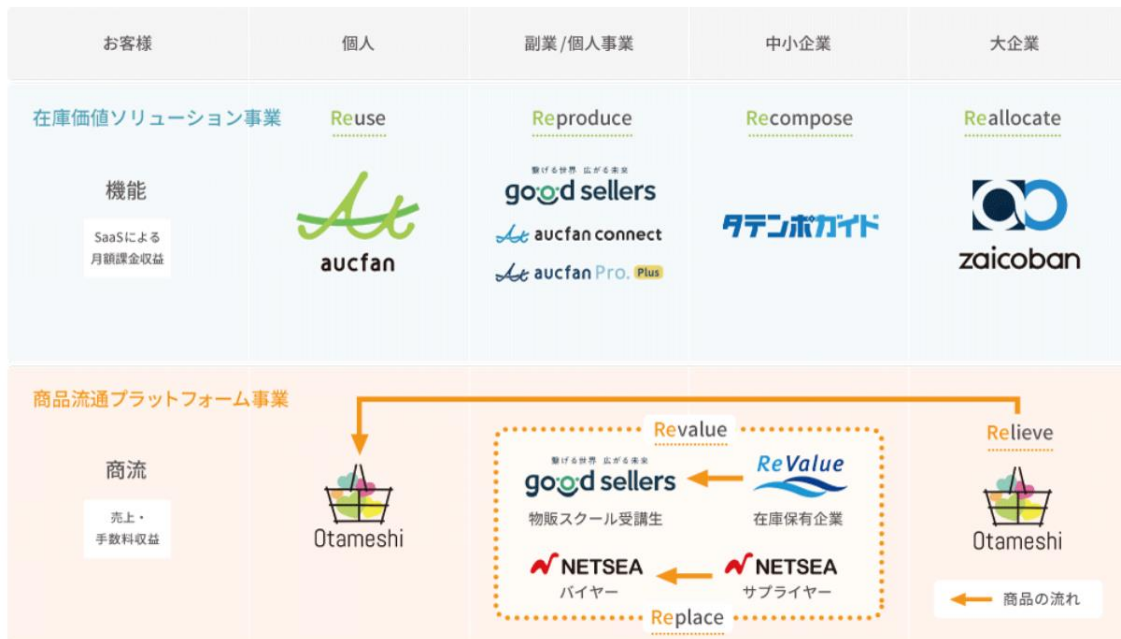 お客様
個人
副業/個人事業
中小企業
大企業
在庫価値ソリューション事業
Reuse
Reproduce
Recompose
Reallocate
機能
SaaSによる
月額課金収益
aucfan
繋げる世界 広がる未来
good sellers
aucfan connect
aucfan Pro. Plus
タテンポガイド
zaicoban
商品流通プラットフォーム事業
商流
売上・
手数料収益
Otameshi
Revalue
繋げる世界 広がる未来
good sellers
物販スクール受講生
ReValue
在庫保有企業
NETSEA
バイヤー
NETSEA
サプライヤー
Replace
Relieve
Otameshi
商品の流れ